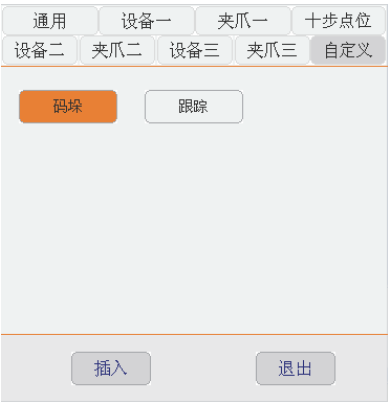 通用 设备一 夹爪一 十步点位
设备二 夹爪二 设备三 夹爪三 自定义
码垛 跟踪
插入 退出